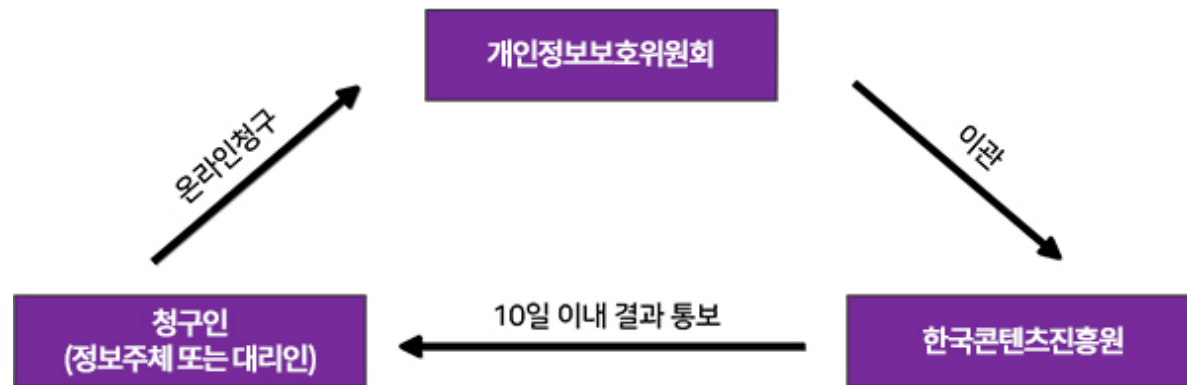 개인정보보호위원회
온라인청구
이관
청구인
(정보주체 또는 대리인)
10일 이내 결과 통보
한국콘텐츠진흥원